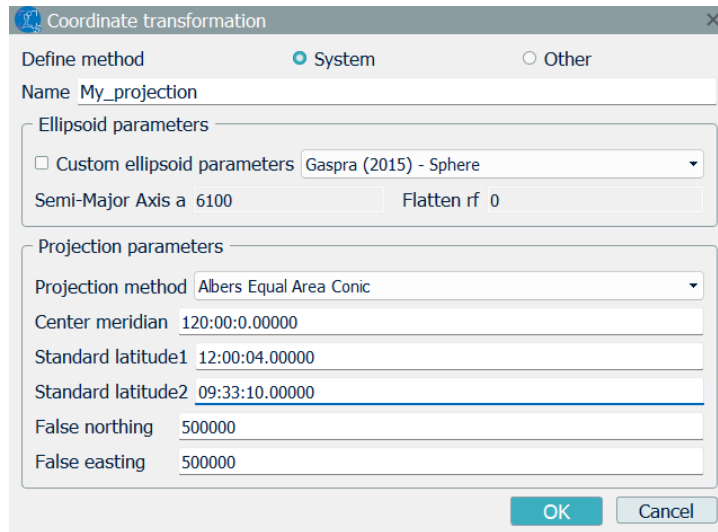 Coordinate transformation
Define method System Other
Name My_projection
Ellipsoid parameters
Custom ellipsoid parameters Gaspra (2015) - Sphere
Semi-Major Axis a 6100 Flatten rf 0
Projection parameters
Projection method Albers Equal Area Conic
Center meridian 120:00:0.00000
Standard latitude1 12:00:04.00000
Standard latitude2 09:33:10.00000
False northing 500000
False easting 500000
OK Cancel